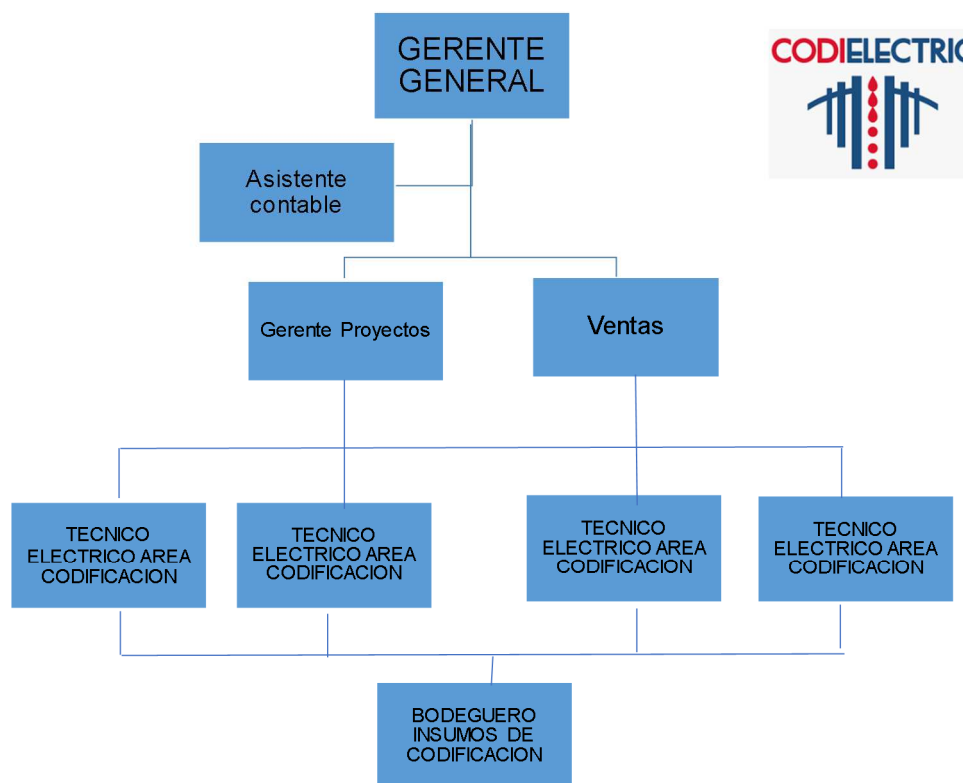 GERENTE
GENERAL
CODIELECTRIC
Asistente
contable
Gerente Proyectos
Ventas
TECNICO
ELECTRICO AREA
CODIFICACION
TECNICO
ELECTRICO AREA
CODIFICACION
TECNICO
ELECTRICO AREA
CODIFICACION
TECNICO
ELECTRICO AREA
CODIFICACION
BODEGUERO
INSUMOS DE
CODIFICACION